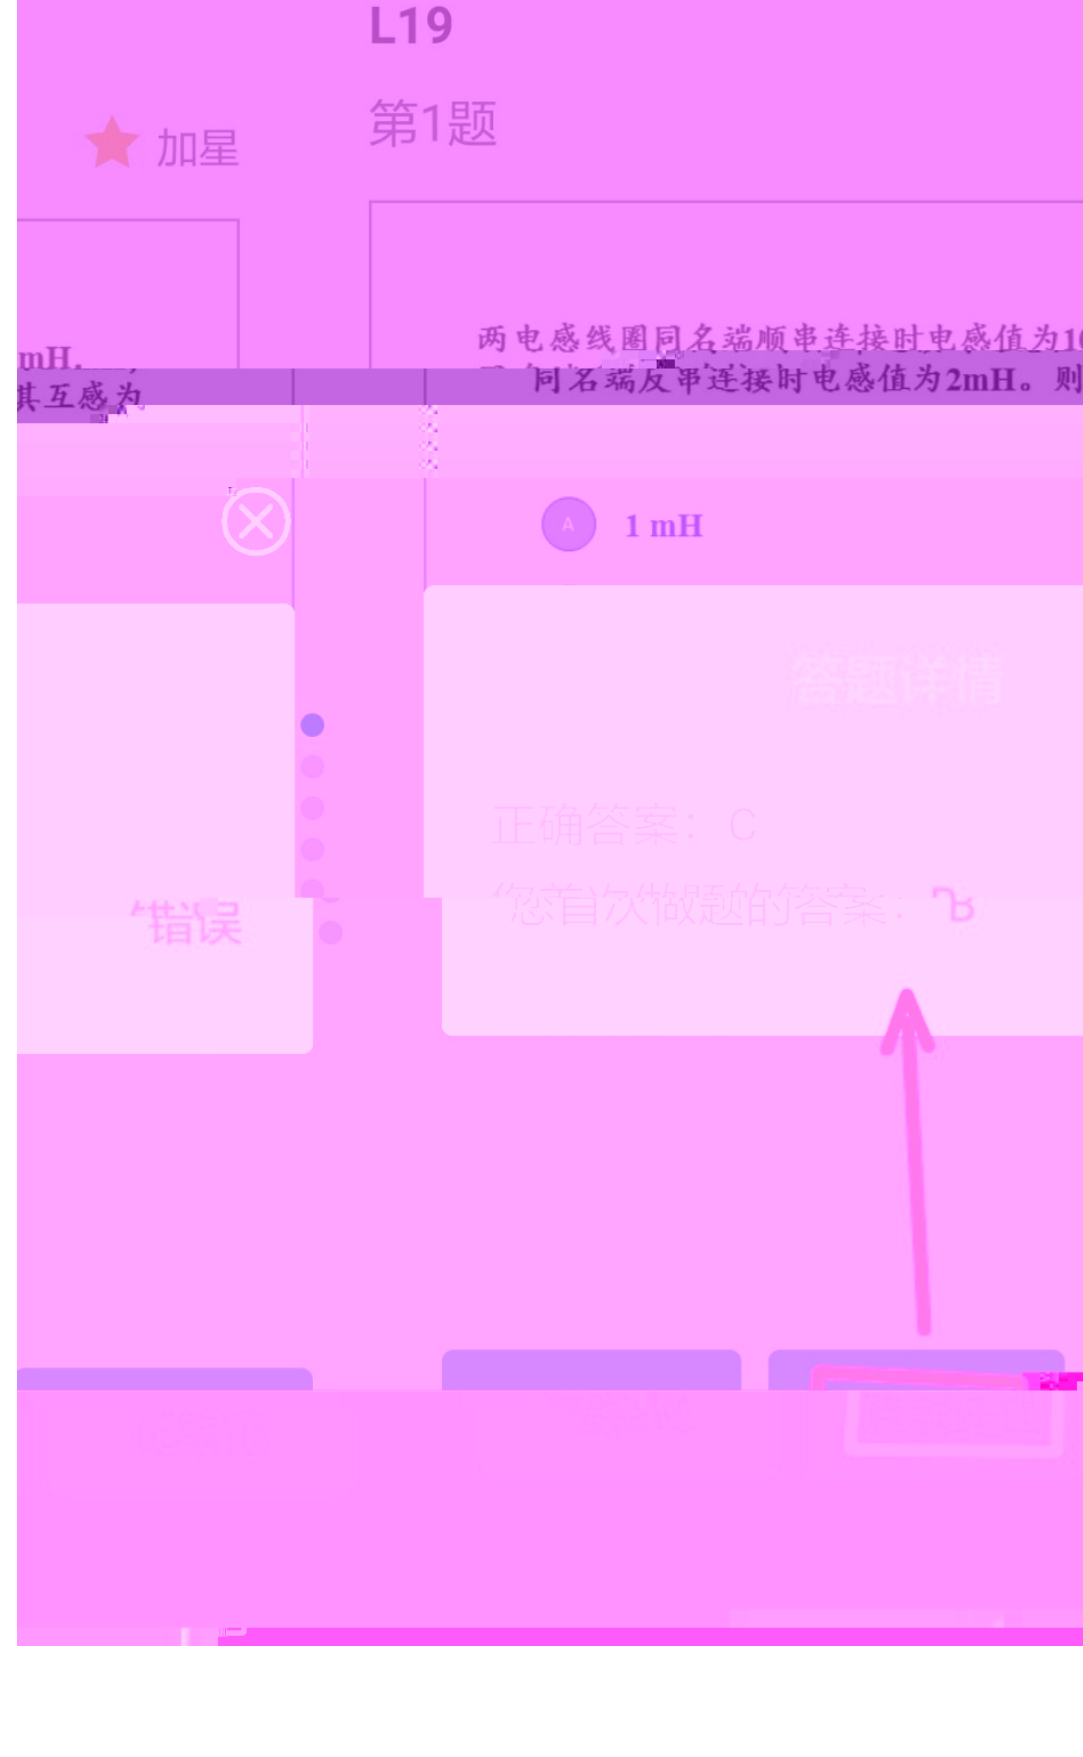 L19
第1题
加星
两电感线圈同名端顺串连接时电感值为10
mH.
同名端反串连接时电感值为2mH。则
其互感为
A 1 mH
答题详情
正确答案：C
您首次做题的答案：B
错误